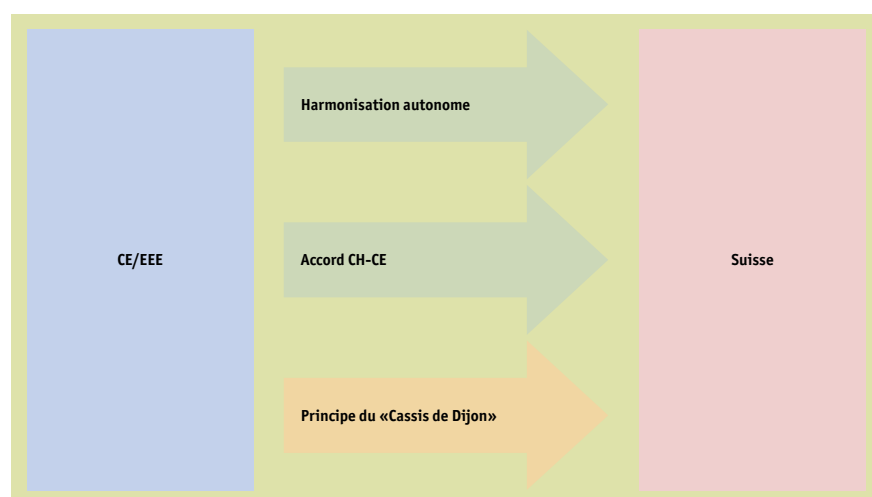 Harmonisation autonome
CE/EEE
Accord CH-CE
Suisse
Principe du «Cassis de Dijon»